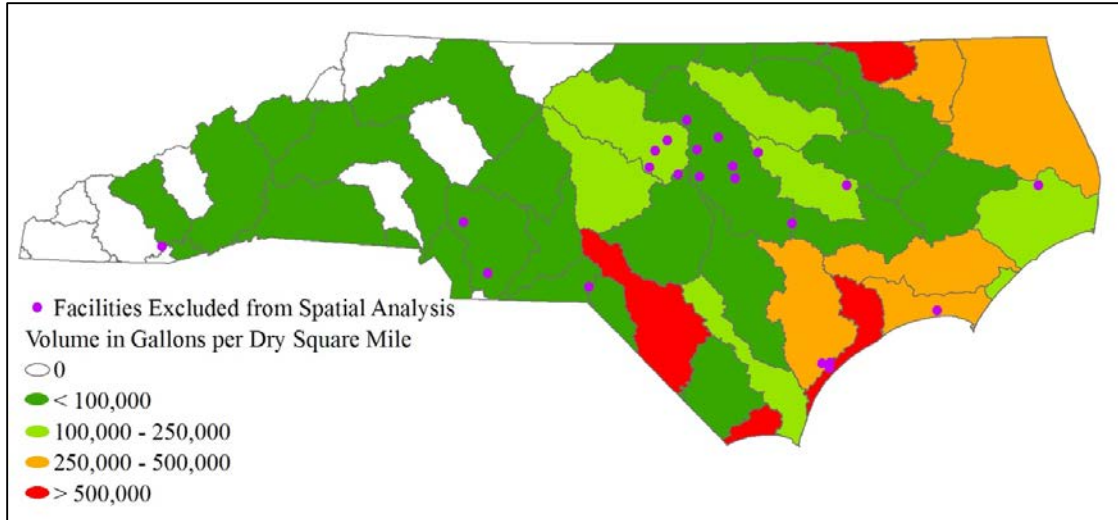 Facilities Excluded from Spatial Analysis
Volume in Gallons per Dry Square Mile
0
< 100,000
100,000 - 250,000
250,000 - 500,000
> 500,000